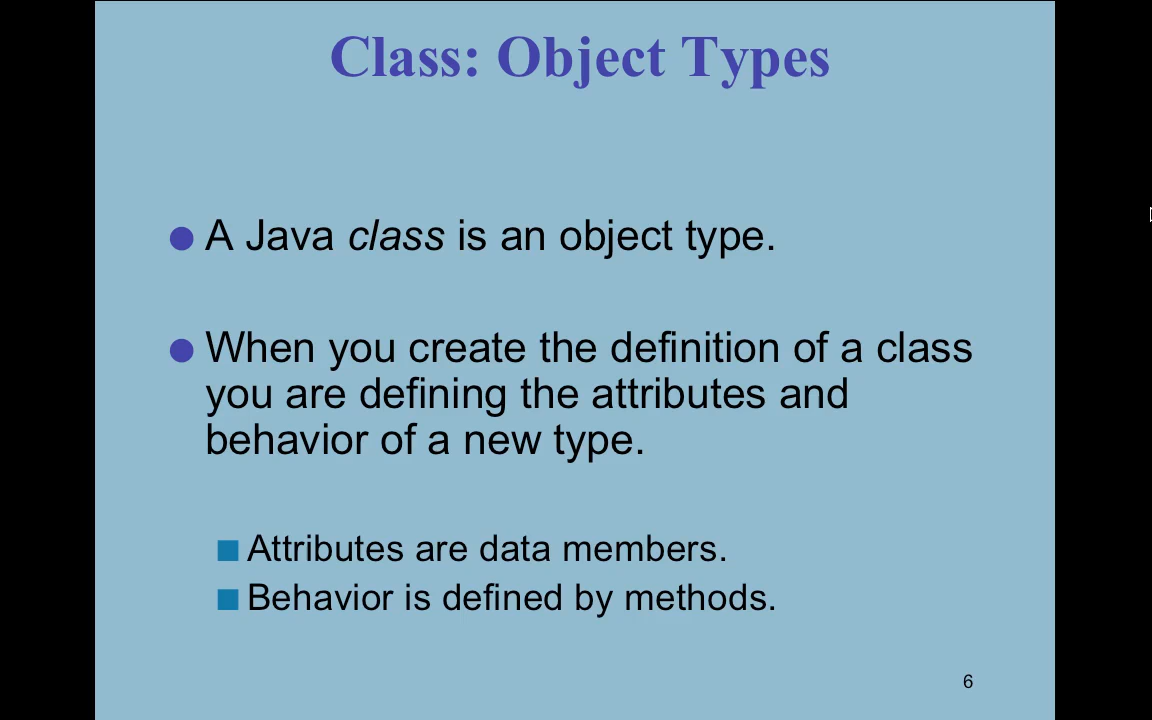 Class: Object Types
A Java class is an object type.
When you create the definition of a class
you are defining the attributes and
behavior of a new type.
Attributes are data members.
Behavior is defined by methods.
6